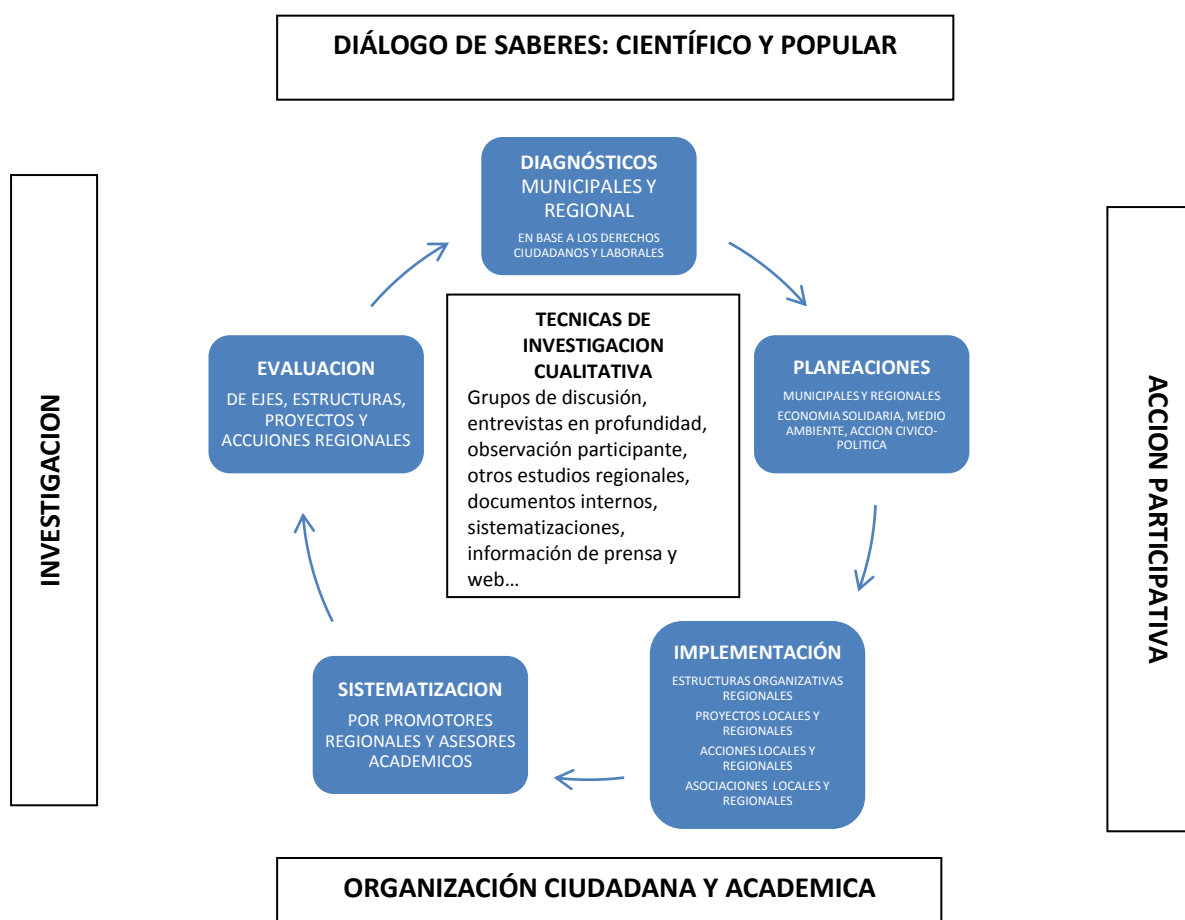 DIÁLOGO DE SABERES: CIENTÍFICO Y POPULAR
DIAGNÓSTICOS
MUNICIPALES Y
REGIONAL
EN BASE A LOS DERECHOS
CIUDADANOS Y LABORALES
INVESTIGACION
EVALUACION
DE EJES, ESTRUCTURAS,
PROYECTOS Y
ACCUIONES REGIONALES
TECNICAS DE
INVESTIGACION
CUALITATIVA
Grupos de discusión,
entrevistas en profundidad,
observación participante,
otros estudios regionales,
documentos internos,
sistematizaciones,
información de prensa y
web…
PLANEACIONES
MUNICIPALES Y REGIONALES
ECONOMIA SOLIDARIA, MEDIO
AMBIENTE, ACCION CIVICO-
POLITICA
ACCION PARTICIPATIVA
SISTEMATIZACION
POR PROMOTORES
REGIONALES Y ASESORES
ACADEMICOS
IMPLEMENTACIÓN
ESTRUCTURAS ORGANIZATIVAS
REGIONALES
PROYECTOS LOCALES Y
REGIONALES
ACCIONES LOCALES Y
REGIONALES
ASOCIACIONES LOCALES Y
REGIONALES
ORGANIZACIÓN CIUDADANA Y ACADEMICA